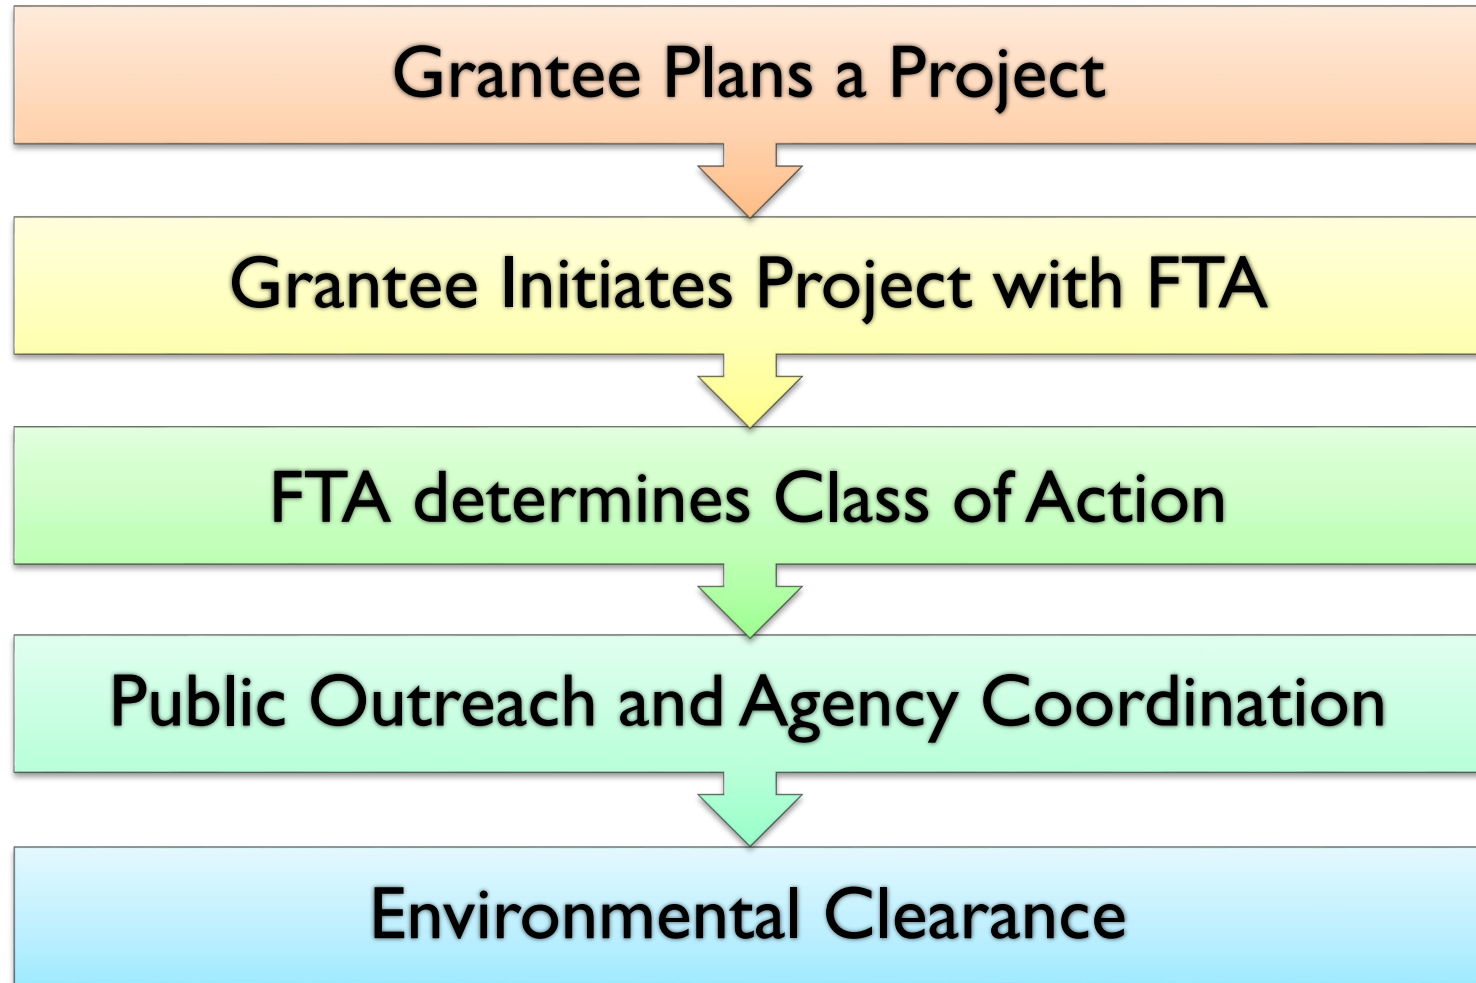 Grantee Plans a Project
Grantee Initiates Project with FTA
FTA determines Class of Action
Public Outreach and Agency Coordination
Environmental Clearance